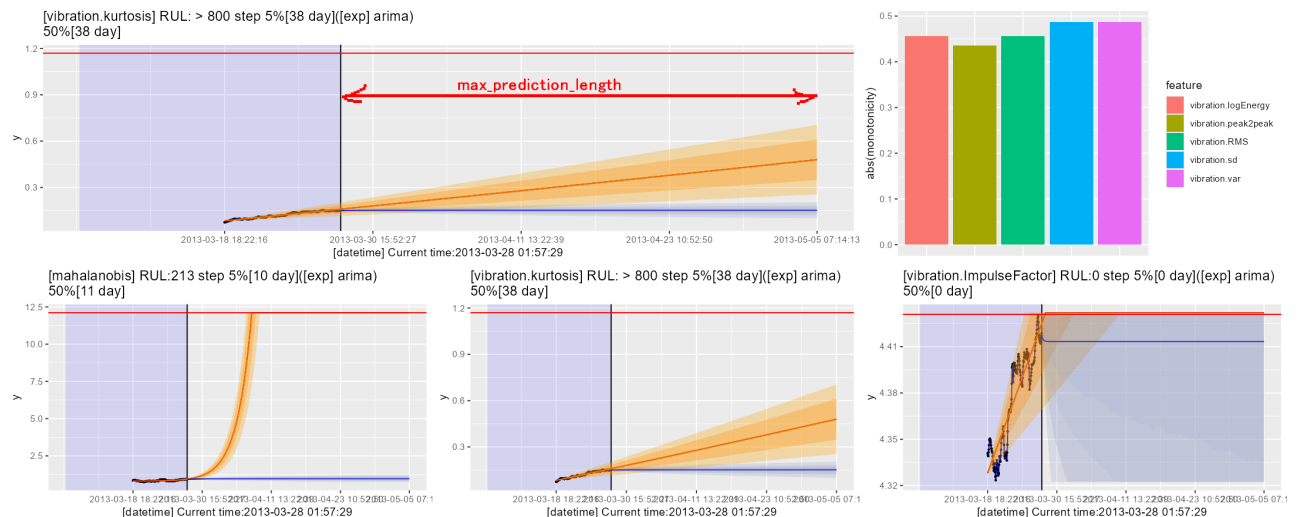 [vibration.kurtosis] RUL: > 800 step 5%[38 day]([exp] arima)
50%[38 day]
1.2
0.9
0.6
0.3
y
max_prediction_length
2013-03-18 18:22:16
2013-03-30 15:52:27
2013-04-11 13:22:39
2013-04-23 10:52:50
2013-05-05 07:14:13
[datetime] Current time:2013-03-28 01:57:29
0.5
0.4
0.3
0.2
0.1
0.0
abs(monotonicity)
feature
vibration.logEnergy
vibration.peak2peak
vibration.RMS
vibration.sd
vibration.var
[mahalanobis] RUL:213 step 5%[10 day]([exp] arima)
50%[11 day]
12.5
10.0
7.5
5.0
2.5
y
[datetime] Current time:2013-03-28 01:57:29
[vibration.kurtosis] RUL: > 800 step 5%[38 day]([exp] arima)
50%[38 day]
1.2
0.9
0.6
0.3
y
[datetime] Current time:2013-03-28 01:57:29
[vibration.ImpulseFactor] RUL:0 step 5%[0 day]([exp] arima)
50%[0 day]
4.41
4.38
4.35
4.32
y
[datetime] Current time:2013-03-28 01:57:29